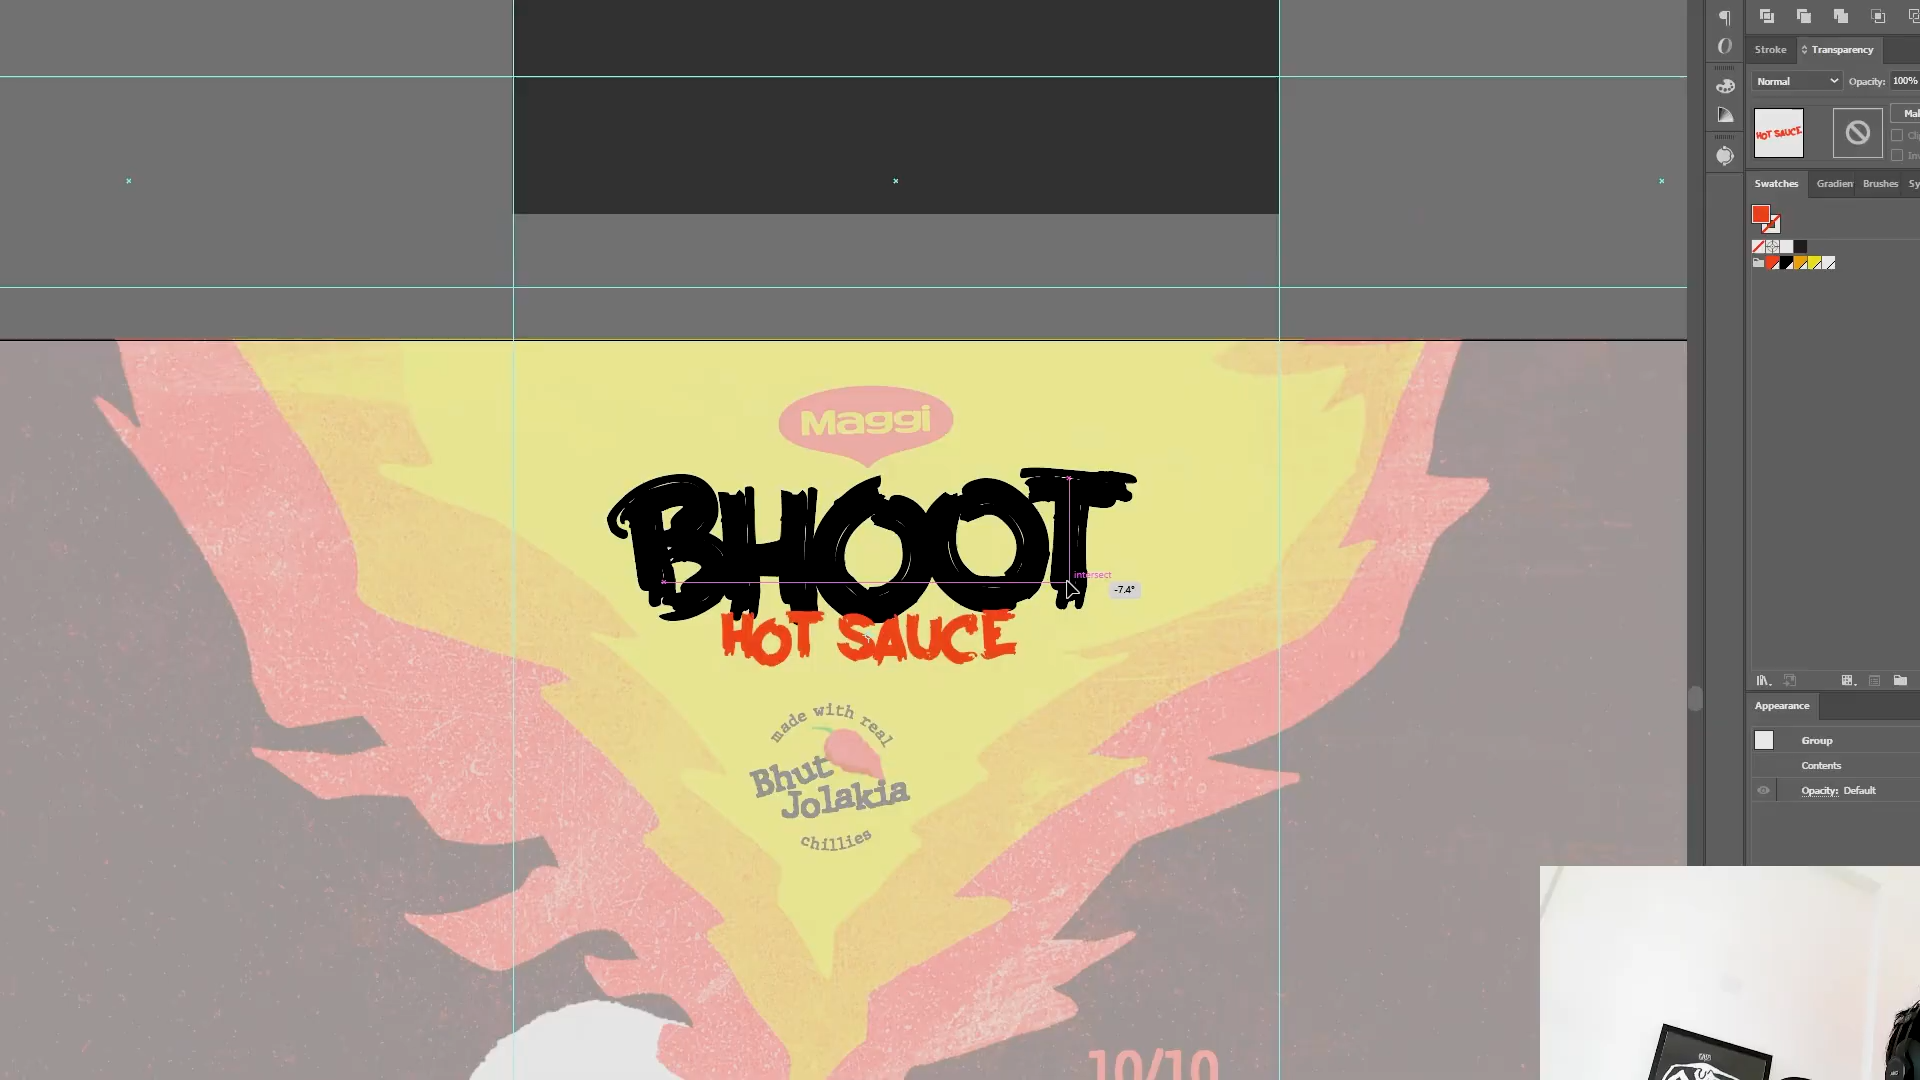 Stroke Transparency
Normal Opacity: 100%
HOT SAUCE
Swatches Brushes
Maggi
BHOOT
intersect
-7.4°
HOT SAUCE
made with real
Bhut
Jolakia
chillies
10/10
Appearance
Group
Contents
Opacity: Default